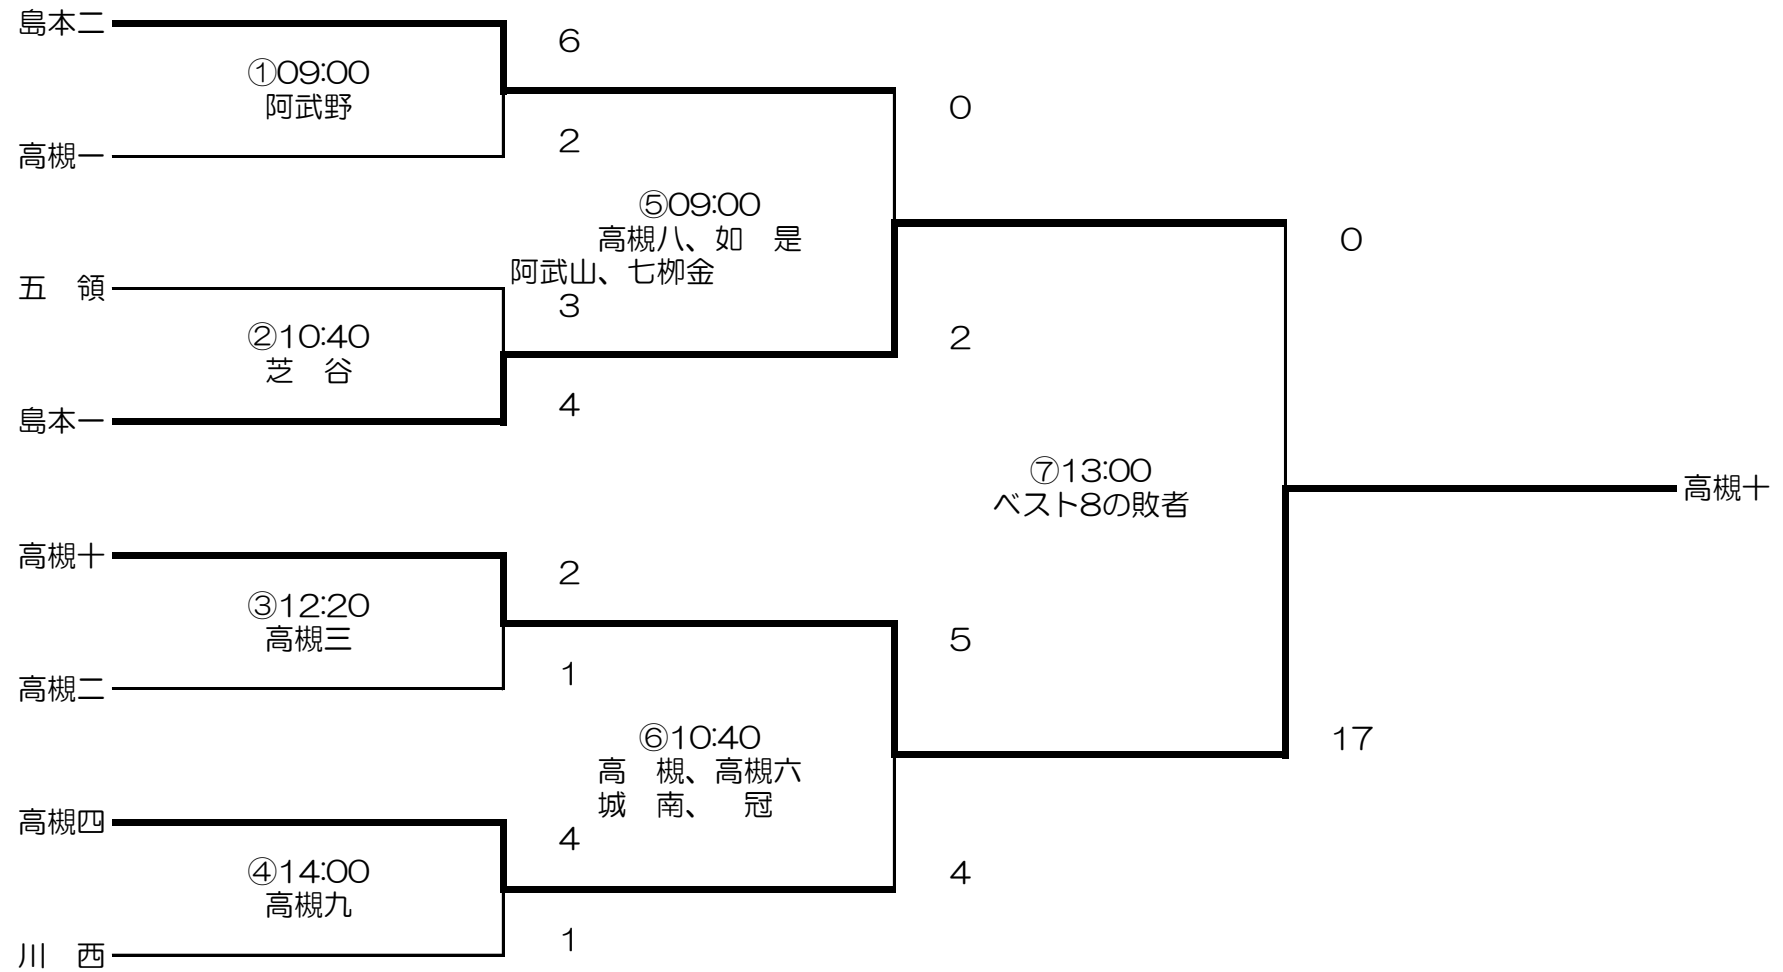 島本二
6
①09:00
阿武野
0
2
高槻一
⑤09:00
高槻八、如　是
0
阿武山、七柳金
五　領
3
②10:40
2
芝　谷
4
島本一
⑦13:00
ベスト8の敗者
高槻十
高槻十
2
③12:20
高槻三
5
1
高槻二
⑥10:40
17
高　槻、高槻六
城　南、　冠
高槻四
4
④14:00
4
高槻九
1
川　西